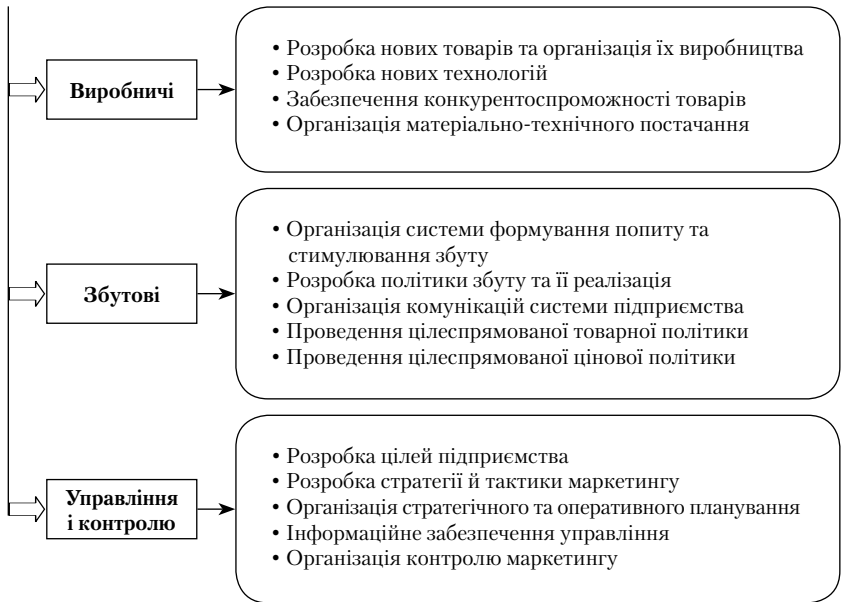 Виробничі
• Розробка нових товарів та організація їх виробництва
• Розробка нових технологій
• Забезпечення конкурентоспроможності товарів
• Організація матеріально-технічного постачання
Збутові
• Організація системи формування попиту та
стимулювання збуту
• Розробка політики збуту та її реалізація
• Організація комунікацій системи підприємства
• Проведення цілеспрямованої товарної політики
• Проведення цілеспрямованої цінової політики
Управління
і контролю
• Розробка цілей підприємства
• Розробка стратегії й тактики маркетингу
• Організація стратегічного та оперативного планування
• Інформаційне забезпечення управління
• Організація контролю маркетингу